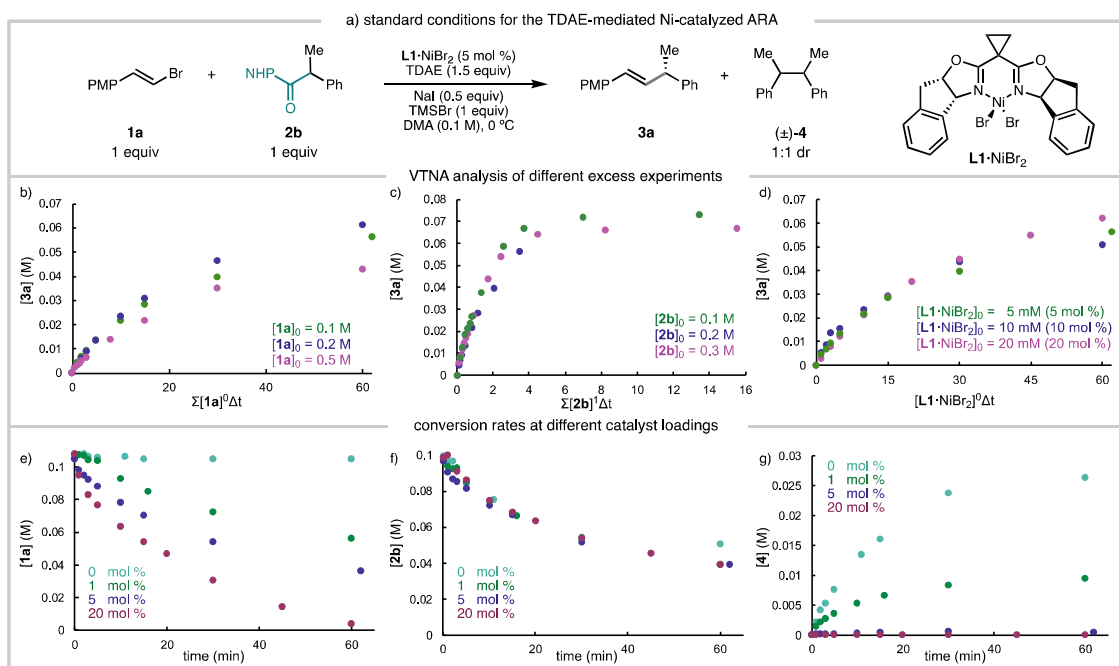 a) standard conditions for the TDAE-mediated Ni-catalyzed ARA
PMP
Br
+
NHP
O
Me
Ph
L1·NiBr2 (5 mol %)
TDAE (1.5 equiv)
NaI (0.5 equiv)
TMSBr (1 equiv)
DMA (0.1 M), 0 ºC
PMP
Me
Ph
+
Me
Ph
Ph
Me
O
O
N
N
Ni
Br
Br
1a
1 equiv
2b
1 equiv
3a
(±)-4
1:1 dr
L1·NiBr2
VTNA analysis of different excess experiments
b)
[3a] (M)
0.07
0.06
0.05
0.04
0.03
0.02
0.01
0
0
20
40
60
Σ[1a]⁰Δt
[1a]0 = 0.1 M
[1a]0 = 0.2 M
[1a]0 = 0.5 M
c)
[3a] (M)
0.08
0.07
0.06
0.05
0.04
0.03
0.02
0.01
0
0
2
4
6
8
10
12
14
16
Σ[2b]¹Δt
[2b]0 = 0.1 M
[2b]0 = 0.2 M
[2b]0 = 0.3 M
d)
[3a] (M)
0.07
0.06
0.05
0.04
0.03
0.02
0.01
0
0
15
30
45
60
[L1·NiBr2]⁰Δt
[L1·NiBr2]0 = 5 mM (5 mol %)
[L1·NiBr2]0 = 10 mM (10 mol %)
[L1·NiBr2]0 = 20 mM (20 mol %)
conversion rates at different catalyst loadings
e)
[1a] (M)
0.1
0.08
0.06
0.04
0.02
0
0
20
40
60
time (min)
0 mol %
1 mol %
5 mol %
20 mol %
f)
[2b] (M)
0.1
0.08
0.06
0.04
0.02
0
0
20
40
60
time (min)
0 mol %
1 mol %
5 mol %
20 mol %
g)
[4] (M)
0.03
0.025
0.02
0.015
0.01
0.005
0
0
20
40
60
time (min)
0 mol %
1 mol %
5 mol %
20 mol %